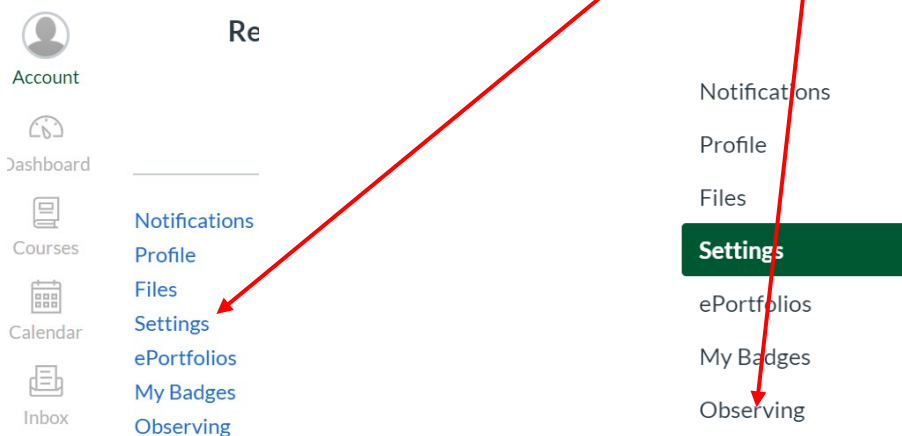 Account
Dashboard
Courses
Calendar
Inbox
Re
Notifications
Profile
Files
Settings
ePortfolios
My Badges
Observing
Notifications
Profile
Files
Settings
ePortfolios
My Badges
Observing